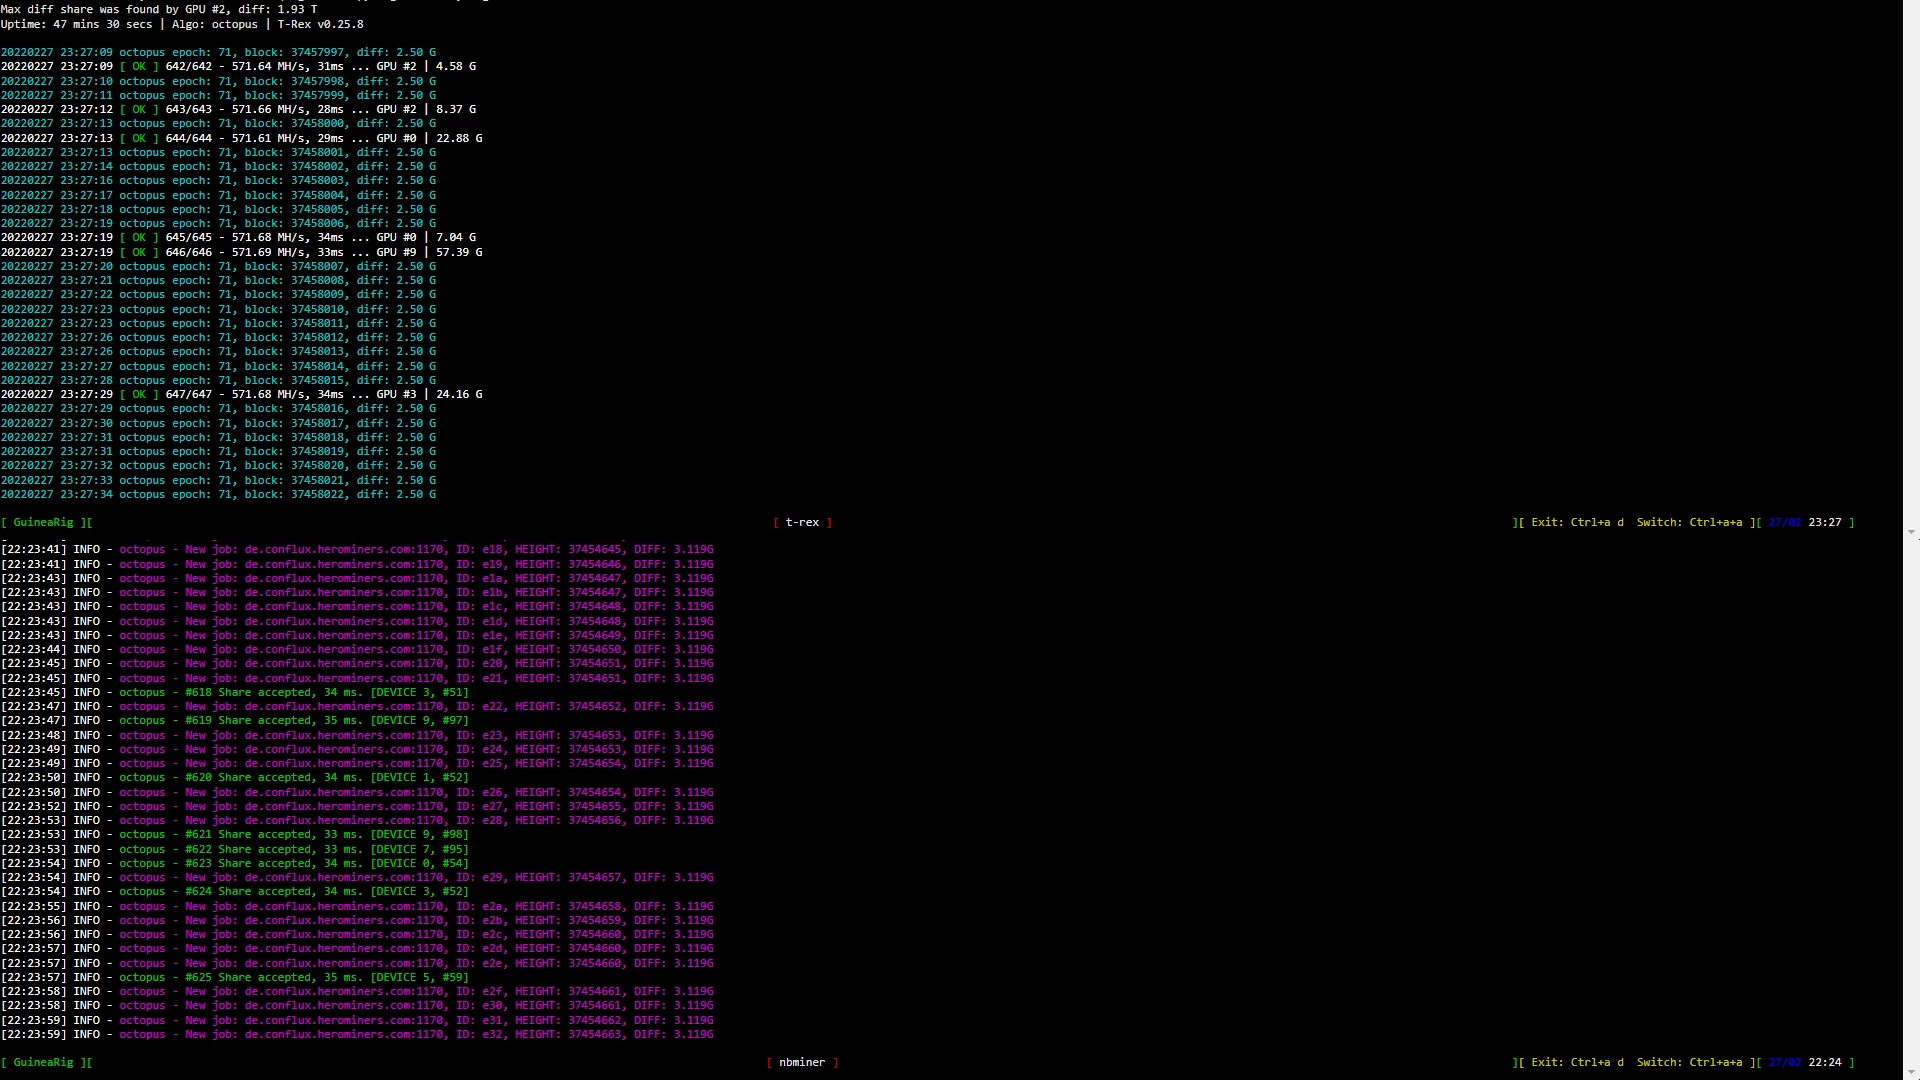 Max diff share was found by GPU #2, diff: 1.93 T
Uptime: 47 mins 30 secs | Algo: octopus | T-Rex v0.25.8
20220227 23:27:09 octopus epoch: 71, block: 37457997, diff: 2.50 G
20220227 23:27:09 [ OK ] 642/642 - 571.64 MH/s, 31ms ... GPU #2 | 4.58 G
20220227 23:27:10 octopus epoch: 71, block: 37457998, diff: 2.50 G
20220227 23:27:11 octopus epoch: 71, block: 37457999, diff: 2.50 G
20220227 23:27:12 [ OK ] 643/643 - 571.66 MH/s, 28ms ... GPU #2 | 8.37 G
20220227 23:27:13 octopus epoch: 71, block: 37458000, diff: 2.50 G
20220227 23:27:13 [ OK ] 644/644 - 571.61 MH/s, 29ms ... GPU #0 | 22.88 G
20220227 23:27:13 octopus epoch: 71, block: 37458001, diff: 2.50 G
20220227 23:27:14 octopus epoch: 71, block: 37458002, diff: 2.50 G
20220227 23:27:16 octopus epoch: 71, block: 37458003, diff: 2.50 G
20220227 23:27:17 octopus epoch: 71, block: 37458004, diff: 2.50 G
20220227 23:27:18 octopus epoch: 71, block: 37458005, diff: 2.50 G
20220227 23:27:19 octopus epoch: 71, block: 37458006, diff: 2.50 G
20220227 23:27:19 [ OK ] 645/645 - 571.68 MH/s, 34ms ... GPU #0 | 7.04 G
20220227 23:27:19 [ OK ] 646/646 - 571.69 MH/s, 33ms ... GPU #9 | 57.39 G
20220227 23:27:20 octopus epoch: 71, block: 37458007, diff: 2.50 G
20220227 23:27:21 octopus epoch: 71, block: 37458008, diff: 2.50 G
20220227 23:27:22 octopus epoch: 71, block: 37458009, diff: 2.50 G
20220227 23:27:23 octopus epoch: 71, block: 37458010, diff: 2.50 G
20220227 23:27:23 octopus epoch: 71, block: 37458011, diff: 2.50 G
20220227 23:27:26 octopus epoch: 71, block: 37458012, diff: 2.50 G
20220227 23:27:26 octopus epoch: 71, block: 37458013, diff: 2.50 G
20220227 23:27:27 octopus epoch: 71, block: 37458014, diff: 2.50 G
20220227 23:27:28 octopus epoch: 71, block: 37458015, diff: 2.50 G
20220227 23:27:29 [ OK ] 647/647 - 571.68 MH/s, 34ms ... GPU #3 | 24.16 G
20220227 23:27:29 octopus epoch: 71, block: 37458016, diff: 2.50 G
20220227 23:27:30 octopus epoch: 71, block: 37458017, diff: 2.50 G
20220227 23:27:31 octopus epoch: 71, block: 37458018, diff: 2.50 G
20220227 23:27:31 octopus epoch: 71, block: 37458019, diff: 2.50 G
20220227 23:27:32 octopus epoch: 71, block: 37458020, diff: 2.50 G
20220227 23:27:33 octopus epoch: 71, block: 37458021, diff: 2.50 G
20220227 23:27:34 octopus epoch: 71, block: 37458022, diff: 2.50 G
[ GuineaRig ][ [ t-rex ] ][ Exit: Ctrl+a d  Switch: Ctrl+a+a ][ 27/02 23:27 ]
[22:23:41] INFO - octopus - New job: de.conflux.herominers.com:1170, ID: e18, HEIGHT: 37454645, DIFF: 3.119G
[22:23:41] INFO - octopus - New job: de.conflux.herominers.com:1170, ID: e19, HEIGHT: 37454646, DIFF: 3.119G
[22:23:43] INFO - octopus - New job: de.conflux.herominers.com:1170, ID: e1a, HEIGHT: 37454647, DIFF: 3.119G
[22:23:43] INFO - octopus - New job: de.conflux.herominers.com:1170, ID: e1b, HEIGHT: 37454647, DIFF: 3.119G
[22:23:43] INFO - octopus - New job: de.conflux.herominers.com:1170, ID: e1c, HEIGHT: 37454648, DIFF: 3.119G
[22:23:43] INFO - octopus - New job: de.conflux.herominers.com:1170, ID: e1d, HEIGHT: 37454648, DIFF: 3.119G
[22:23:43] INFO - octopus - New job: de.conflux.herominers.com:1170, ID: e1e, HEIGHT: 37454649, DIFF: 3.119G
[22:23:44] INFO - octopus - New job: de.conflux.herominers.com:1170, ID: e1f, HEIGHT: 37454650, DIFF: 3.119G
[22:23:45] INFO - octopus - New job: de.conflux.herominers.com:1170, ID: e20, HEIGHT: 37454651, DIFF: 3.119G
[22:23:45] INFO - octopus - New job: de.conflux.herominers.com:1170, ID: e21, HEIGHT: 37454651, DIFF: 3.119G
[22:23:45] INFO - octopus - #618 Share accepted, 34 ms. [DEVICE 3, #51]
[22:23:47] INFO - octopus - New job: de.conflux.herominers.com:1170, ID: e22, HEIGHT: 37454652, DIFF: 3.119G
[22:23:47] INFO - octopus - #619 Share accepted, 35 ms. [DEVICE 9, #97]
[22:23:48] INFO - octopus - New job: de.conflux.herominers.com:1170, ID: e23, HEIGHT: 37454653, DIFF: 3.119G
[22:23:49] INFO - octopus - New job: de.conflux.herominers.com:1170, ID: e24, HEIGHT: 37454653, DIFF: 3.119G
[22:23:49] INFO - octopus - New job: de.conflux.herominers.com:1170, ID: e25, HEIGHT: 37454654, DIFF: 3.119G
[22:23:50] INFO - octopus - #620 Share accepted, 34 ms. [DEVICE 1, #52]
[22:23:50] INFO - octopus - New job: de.conflux.herominers.com:1170, ID: e26, HEIGHT: 37454654, DIFF: 3.119G
[22:23:52] INFO - octopus - New job: de.conflux.herominers.com:1170, ID: e27, HEIGHT: 37454655, DIFF: 3.119G
[22:23:53] INFO - octopus - New job: de.conflux.herominers.com:1170, ID: e28, HEIGHT: 37454656, DIFF: 3.119G
[22:23:53] INFO - octopus - #621 Share accepted, 33 ms. [DEVICE 9, #98]
[22:23:53] INFO - octopus - #622 Share accepted, 33 ms. [DEVICE 7, #95]
[22:23:54] INFO - octopus - #623 Share accepted, 34 ms. [DEVICE 0, #54]
[22:23:54] INFO - octopus - New job: de.conflux.herominers.com:1170, ID: e29, HEIGHT: 37454657, DIFF: 3.119G
[22:23:54] INFO - octopus - #624 Share accepted, 34 ms. [DEVICE 3, #52]
[22:23:55] INFO - octopus - New job: de.conflux.herominers.com:1170, ID: e2a, HEIGHT: 37454658, DIFF: 3.119G
[22:23:56] INFO - octopus - New job: de.conflux.herominers.com:1170, ID: e2b, HEIGHT: 37454659, DIFF: 3.119G
[22:23:56] INFO - octopus - New job: de.conflux.herominers.com:1170, ID: e2c, HEIGHT: 37454660, DIFF: 3.119G
[22:23:57] INFO - octopus - New job: de.conflux.herominers.com:1170, ID: e2d, HEIGHT: 37454660, DIFF: 3.119G
[22:23:57] INFO - octopus - New job: de.conflux.herominers.com:1170, ID: e2e, HEIGHT: 37454660, DIFF: 3.119G
[22:23:57] INFO - octopus - #625 Share accepted, 35 ms. [DEVICE 5, #59]
[22:23:58] INFO - octopus - New job: de.conflux.herominers.com:1170, ID: e2f, HEIGHT: 37454661, DIFF: 3.119G
[22:23:58] INFO - octopus - New job: de.conflux.herominers.com:1170, ID: e30, HEIGHT: 37454661, DIFF: 3.119G
[22:23:59] INFO - octopus - New job: de.conflux.herominers.com:1170, ID: e31, HEIGHT: 37454662, DIFF: 3.119G
[22:23:59] INFO - octopus - New job: de.conflux.herominers.com:1170, ID: e32, HEIGHT: 37454663, DIFF: 3.119G
[ GuineaRig ][ [ nbminer ] ][ Exit: Ctrl+a d  Switch: Ctrl+a+a ][ 27/02 22:24 ]